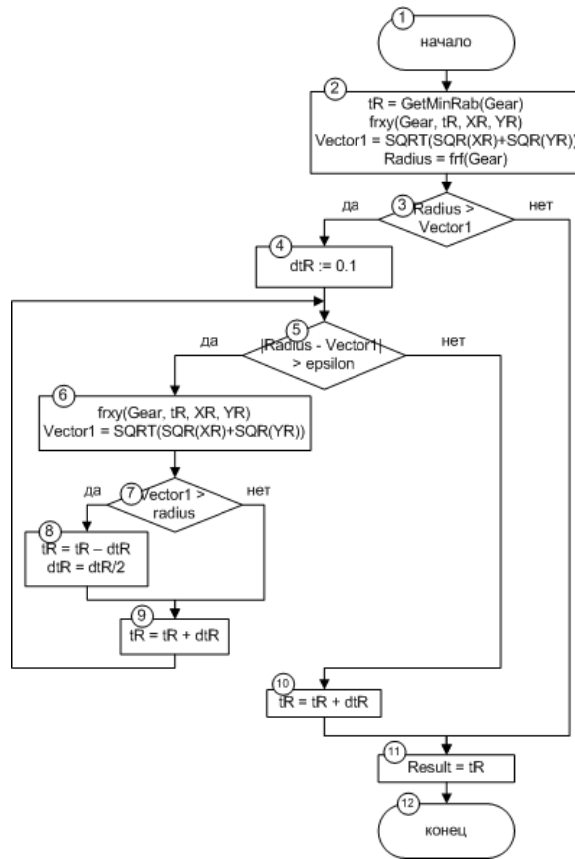 1
начало
2
tR = GetMinRab(Gear)
frxy(Gear, tR, XR, YR)
Vector1 = SQRT(SQR(XR)+SQR(YR))
Radius = frf(Gear)
да
3
Radius >
Vector1
нет
4
dtR := 0.1
да
5
|Radius - Vector1|
> epsilon
нет
6
frxy(Gear, tR, XR, YR)
Vector1 = SQRT(SQR(XR)+SQR(YR))
да
7
Vector1 >
radius
нет
8
tR = tR – dtR
dtR = dtR/2
9
tR = tR + dtR
10
tR = tR + dtR
11
Result = tR
12
конец